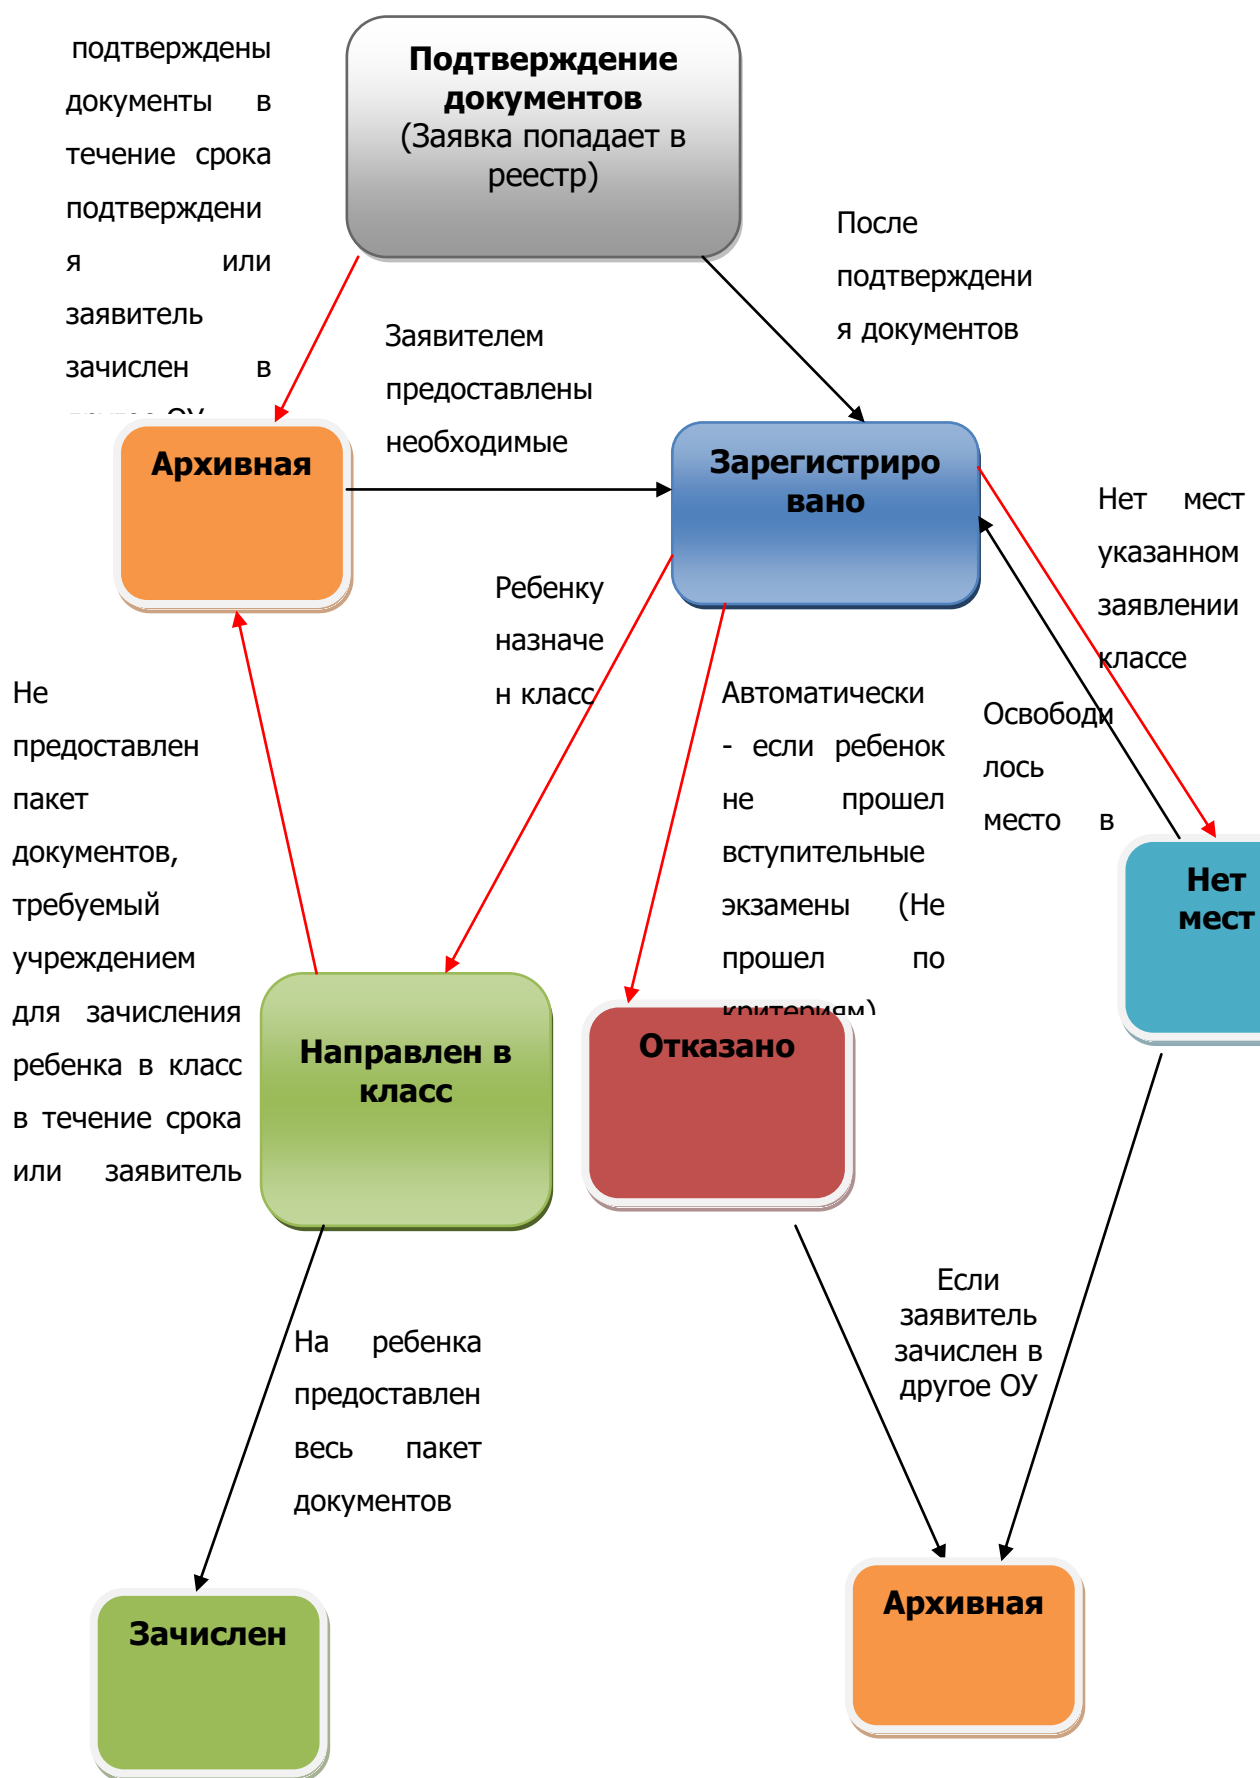 подтверждены
документы в
течение срока
подтверждени
я или
заявитель
зачислен в
другое ОУ
Подтверждение
документов
(Заявка попадает в
реестр)
После
подтверждени
я документов
Заявителем
предоставлены
необходимые
Архивная
Зарегистриро
вано
Нет мест
указанном
заявлении
классе
Ребенку
назначе
н класс
Не
предоставлен
пакет
документов,
требуемый
учреждением
для зачисления
ребенка в класс
в течение срока
или заявитель
Автоматически
- если ребенок
не прошел
вступительные
экзамены (Не
прошел по
критериям)
Освободи
лось
место в
Нет
мест
Направлен в
класс
Отказано
Если
заявитель
зачислен в
другое ОУ
На ребенка
предоставлен
весь пакет
документов
Зачислен
Архивная